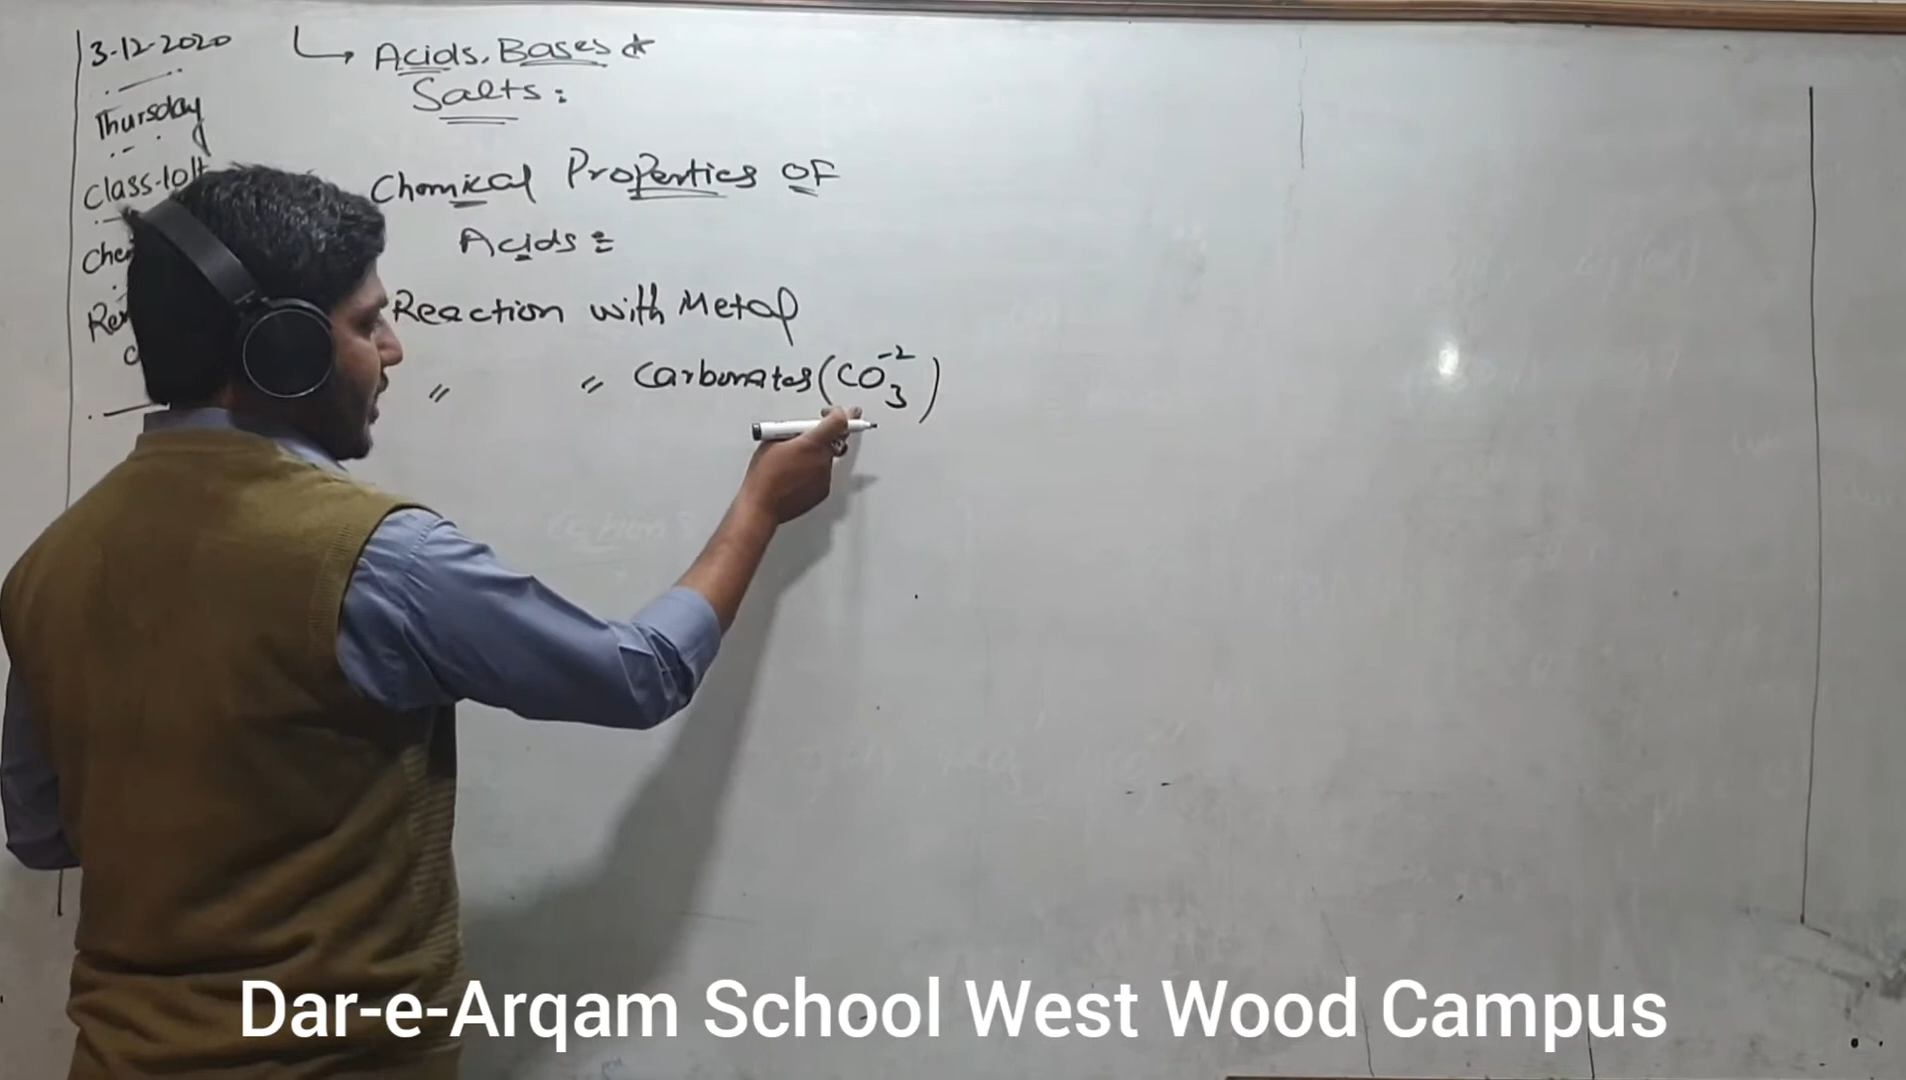 3-12-2020
Thursday
Class-10th
Acids, Bases &
Salts:
Chemical Properties OF
Acids:
Reaction with Metal
" " Carbonates (CO₃⁻²)
Dar-e-Arqam School West Wood Campus